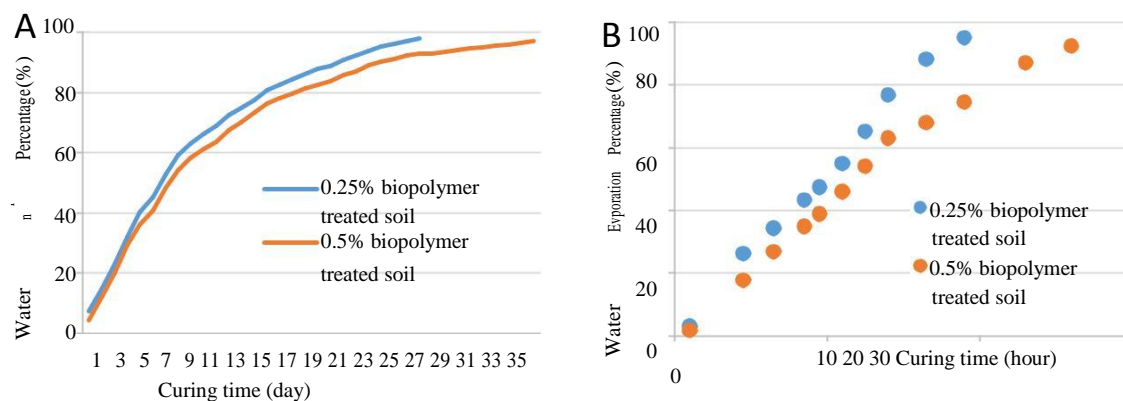 A
100
80
60
40
20
0
Water
Percentage(%)
0.25% biopolymer
treated soil
0.5% biopolymer
treated soil
1 3 5 7 9 11 13 15 17 19 21 23 25 27 29 31 33 35
Curing time (day)
B
100
80
60
40
20
0
Water Evporation Percentage(%)
0.25% biopolymer
treated soil
0.5% biopolymer
treated soil
10 20 30 Curing time (hour)
0